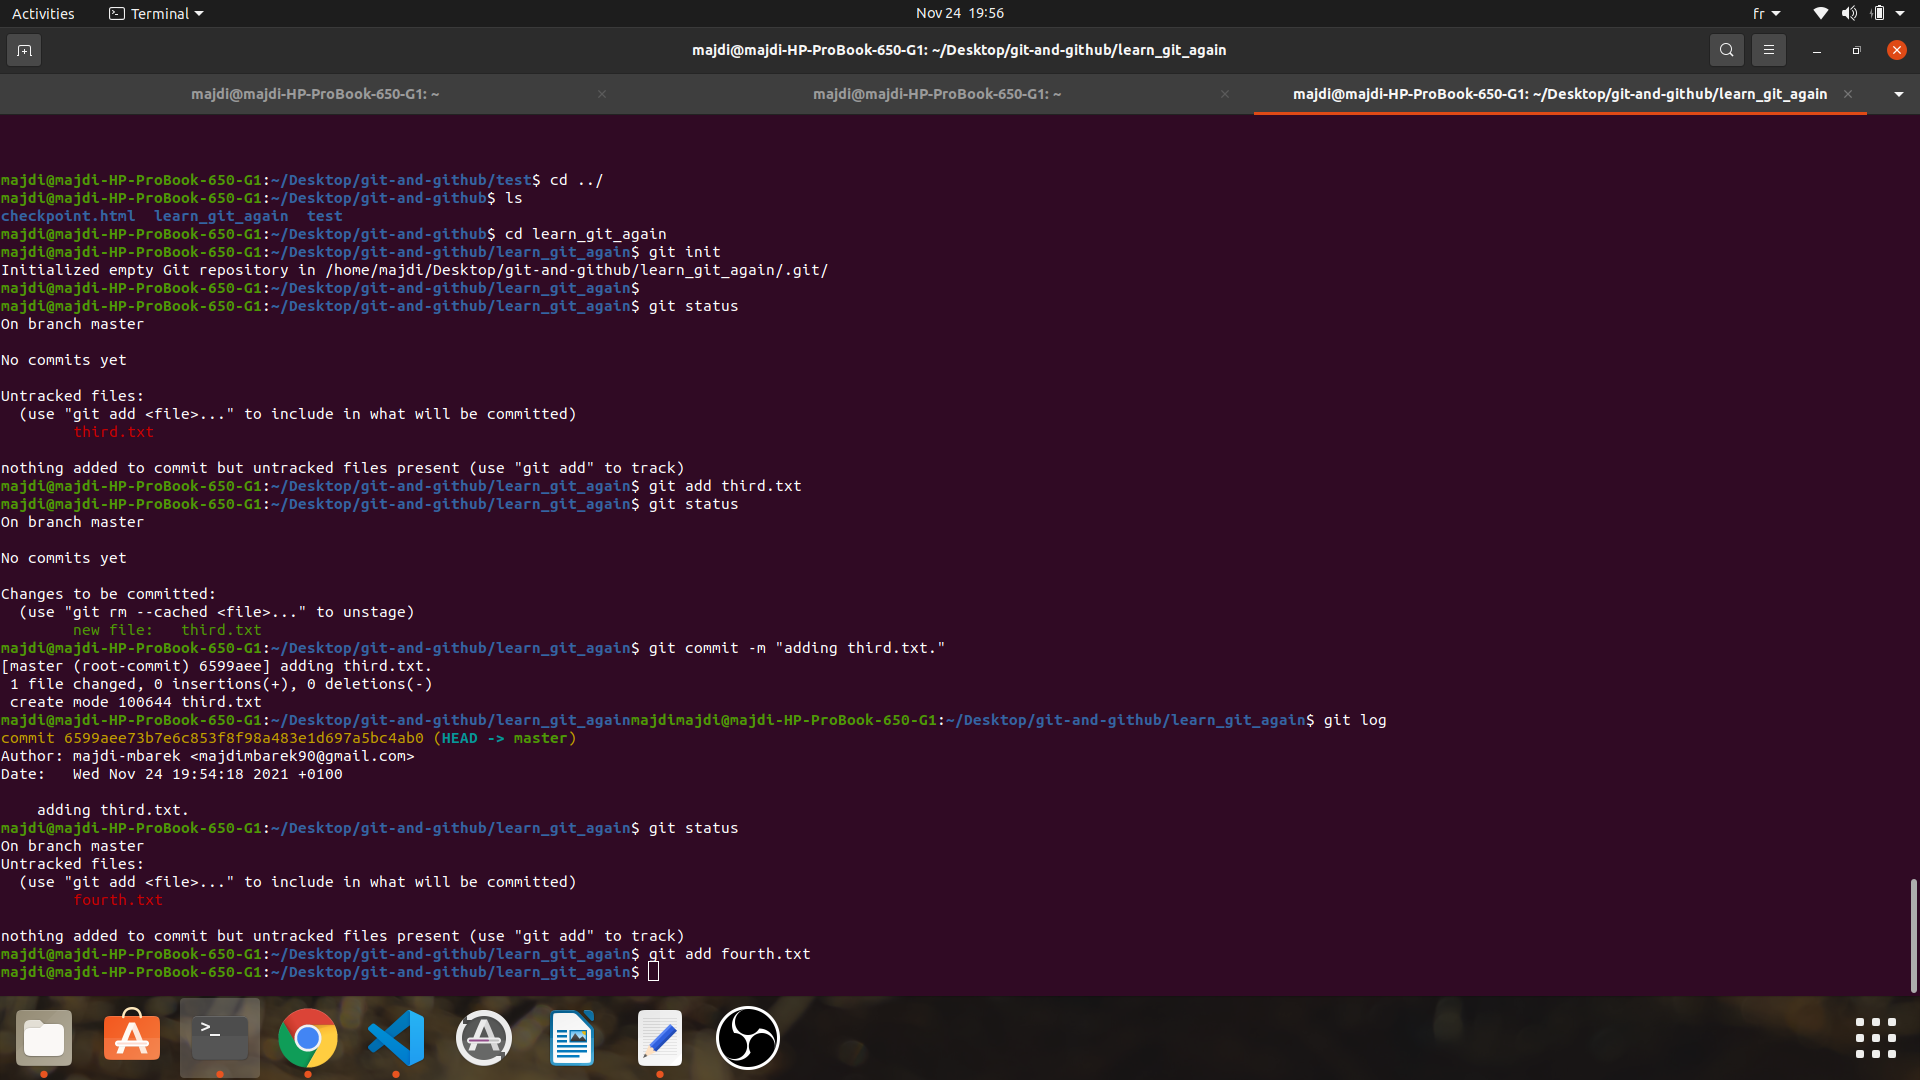 Activities Terminal Nov 24 19:56 fr
majdi@majdi-HP-ProBook-650-G1: ~/Desktop/git-and-github/learn_git_again
majdi@majdi-HP-ProBook-650-G1: ~ majdi@majdi-HP-ProBook-650-G1: ~ majdi@majdi-HP-ProBook-650-G1: ~/Desktop/git-and-github/learn_git_again
majdi@majdi-HP-ProBook-650-G1:~/Desktop/git-and-github/test$ cd ../
majdi@majdi-HP-ProBook-650-G1:~/Desktop/git-and-github$ ls
checkpoint.html  learn_git_again  test
majdi@majdi-HP-ProBook-650-G1:~/Desktop/git-and-github$ cd learn_git_again
majdi@majdi-HP-ProBook-650-G1:~/Desktop/git-and-github/learn_git_again$ git init
Initialized empty Git repository in /home/majdi/Desktop/git-and-github/learn_git_again/.git/
majdi@majdi-HP-ProBook-650-G1:~/Desktop/git-and-github/learn_git_again$
majdi@majdi-HP-ProBook-650-G1:~/Desktop/git-and-github/learn_git_again$ git status
On branch master
No commits yet
Untracked files:
  (use "git add <file>..." to include in what will be committed)
        third.txt
nothing added to commit but untracked files present (use "git add" to track)
majdi@majdi-HP-ProBook-650-G1:~/Desktop/git-and-github/learn_git_again$ git add third.txt
majdi@majdi-HP-ProBook-650-G1:~/Desktop/git-and-github/learn_git_again$ git status
On branch master
No commits yet
Changes to be committed:
  (use "git rm --cached <file>..." to unstage)
        new file:   third.txt
majdi@majdi-HP-ProBook-650-G1:~/Desktop/git-and-github/learn_git_again$ git commit -m "adding third.txt."
[master (root-commit) 6599aee] adding third.txt.
 1 file changed, 0 insertions(+), 0 deletions(-)
 create mode 100644 third.txt
majdi@majdi-HP-ProBook-650-G1:~/Desktop/git-and-github/learn_git_againmajdimajdi@majdi-HP-ProBook-650-G1:~/Desktop/git-and-github/learn_git_again$ git log
commit 6599aee73b7e6c853f8f98a483e1d697a5bc4ab0 (HEAD -> master)
Author: majdi-mbarek <majdimbarek90@gmail.com>
Date:   Wed Nov 24 19:54:18 2021 +0100
    adding third.txt.
majdi@majdi-HP-ProBook-650-G1:~/Desktop/git-and-github/learn_git_again$ git status
On branch master
Untracked files:
  (use "git add <file>..." to include in what will be committed)
        fourth.txt
nothing added to commit but untracked files present (use "git add" to track)
majdi@majdi-HP-ProBook-650-G1:~/Desktop/git-and-github/learn_git_again$ git add fourth.txt
majdi@majdi-HP-ProBook-650-G1:~/Desktop/git-and-github/learn_git_again$